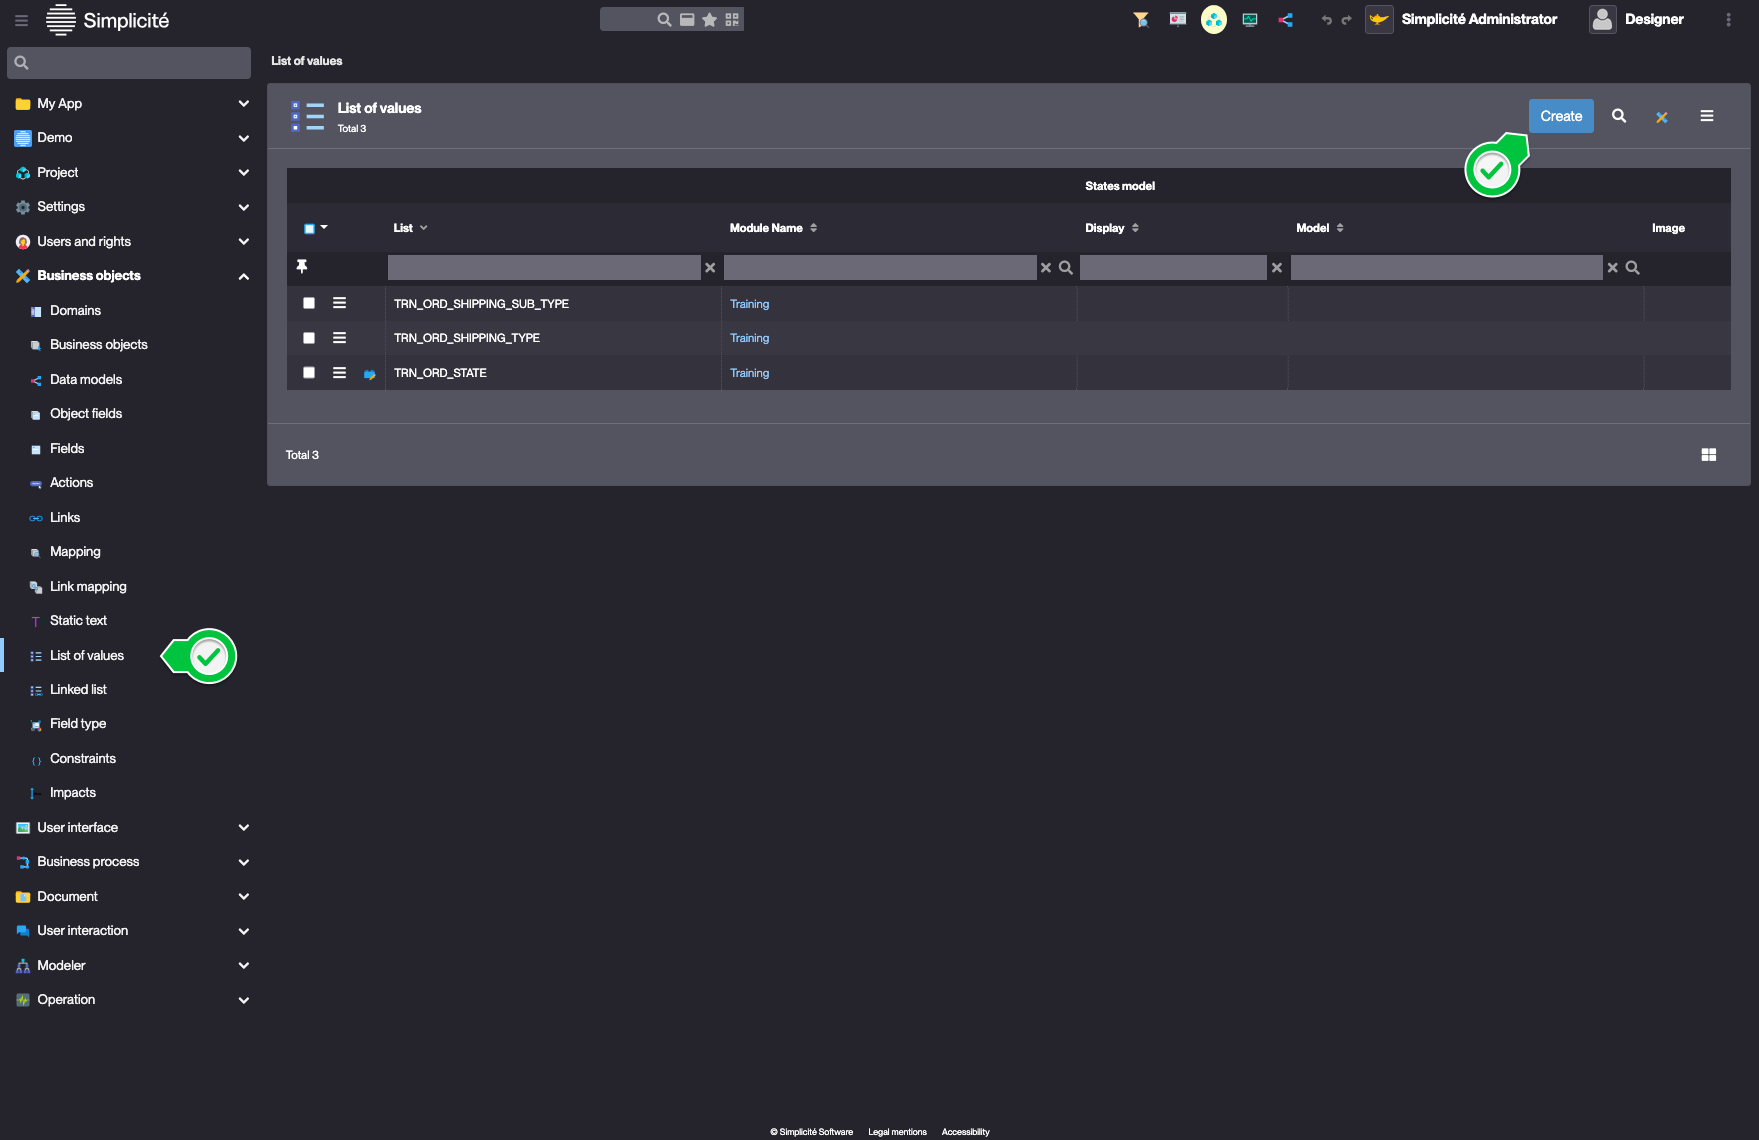 Simplicité
Simplicité Administrator
Designer
List of values
My App
Demo
Project
Settings
Users and rights
Business objects
Domains
Business objects
Data models
Object fields
Fields
Actions
Links
Mapping
Link mapping
Static text
List of values
Linked list
Field type
Constraints
Impacts
User interface
Business process
Document
User interaction
Modeler
Operation
List of values
Total 3
Create
States model
List
Module Name
Display
Model
Image
TRN_ORD_SHIPPING_SUB_TYPE Training
TRN_ORD_SHIPPING_TYPE Training
TRN_ORD_STATE Training
Total 3
© Simplicité Software Legal mentions Accessibility